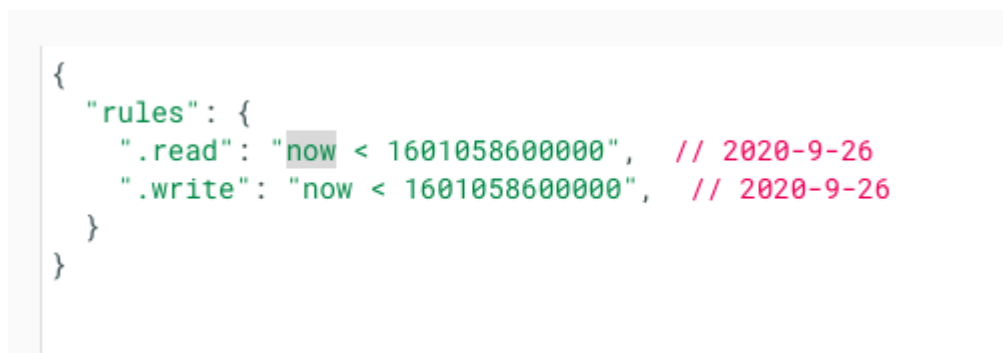 {
"rules": {
".read": "now < 1601058600000",  // 2020-9-26
".write": "now < 1601058600000",  // 2020-9-26
}
}